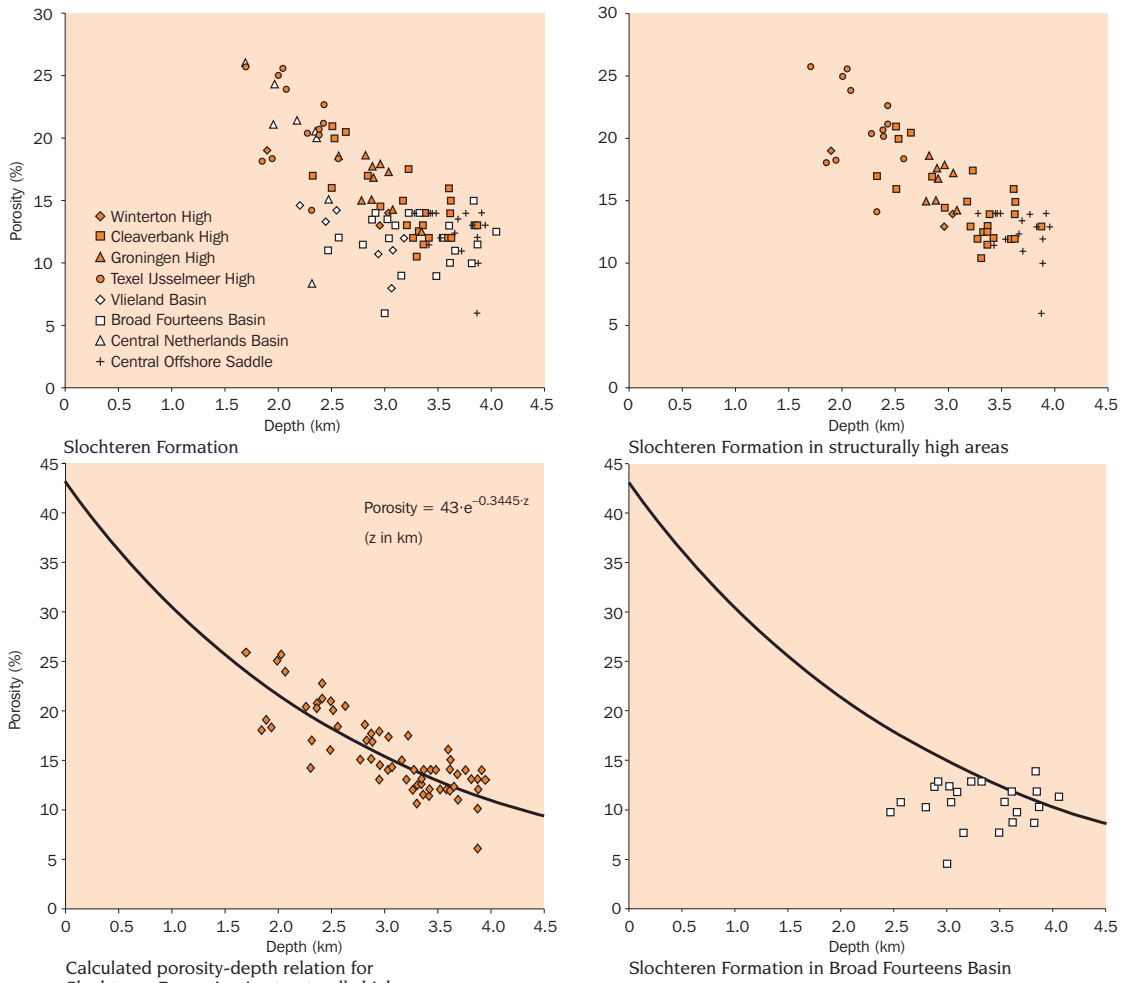 30
25
20
15
10
5
0
Porosity (%)
Winterton High
Cleaverbank High
Groningen High
Texel IJsselmeer High
Vlieland Basin
Broad Fourteens Basin
Central Netherlands Basin
Central Offshore Saddle
0 0.5 1.0 1.5 2.0 2.5 3.0 3.5 4.0 4.5
Depth (km)
Slochteren Formation
30
25
20
15
10
5
0
0 0.5 1.0 1.5 2.0 2.5 3.0 3.5 4.0 4.5
Depth (km)
Slochteren Formation in structurally high areas
45
40
35
30
25
20
15
10
5
0
Porosity (%)
Porosity = 43·e^–0.3445·z
(z in km)
0 0.5 1.0 1.5 2.0 2.5 3.0 3.5 4.0 4.5
Depth (km)
Calculated porosity-depth relation for
45
40
35
30
25
20
15
10
5
0
0 0.5 1.0 1.5 2.0 2.5 3.0 3.5 4.0 4.5
Depth (km)
Slochteren Formation in Broad Fourteens Basin